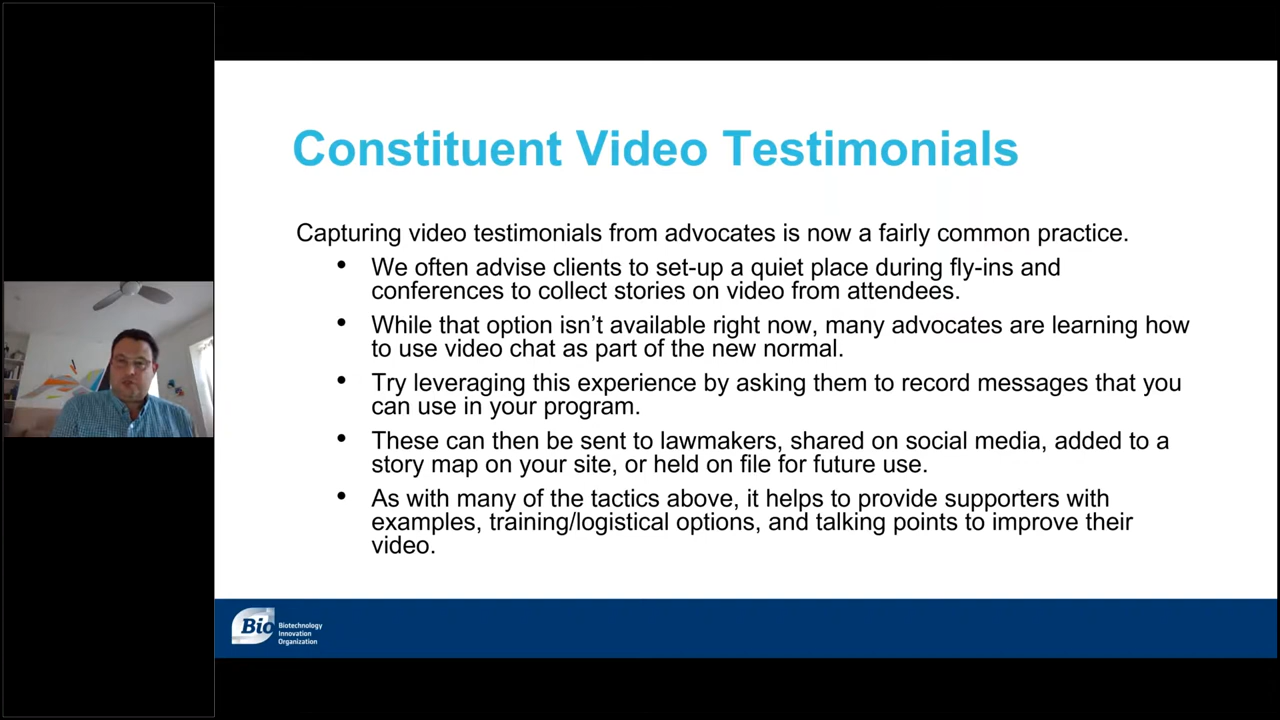 Constituent Video Testimonials
Capturing video testimonials from advocates is now a fairly common practice.
• We often advise clients to set-up a quiet place during fly-ins and
conferences to collect stories on video from attendees.
• While that option isn’t available right now, many advocates are learning how
to use video chat as part of the new normal.
• Try leveraging this experience by asking them to record messages that you
can use in your program.
• These can then be sent to lawmakers, shared on social media, added to a
story map on your site, or held on file for future use.
• As with many of the tactics above, it helps to provide supporters with
examples, training/logistical options, and talking points to improve their
video.
Bio
Biotechnology
Innovation
Organization